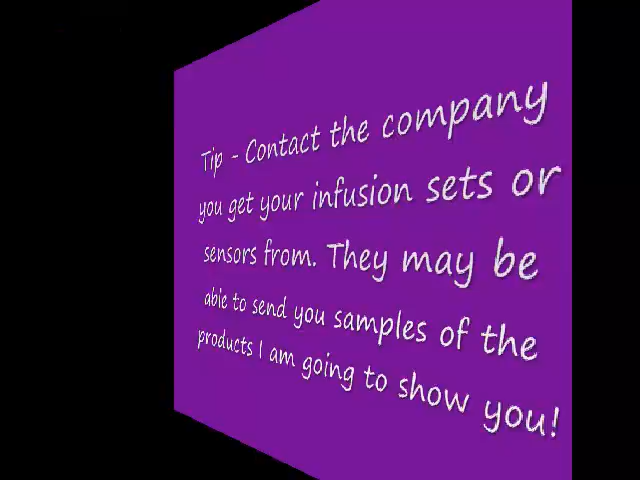 Tip - Contact the company
you get your infusion sets or
sensors from. They may be
able to send you samples of the
products I am going to show you!